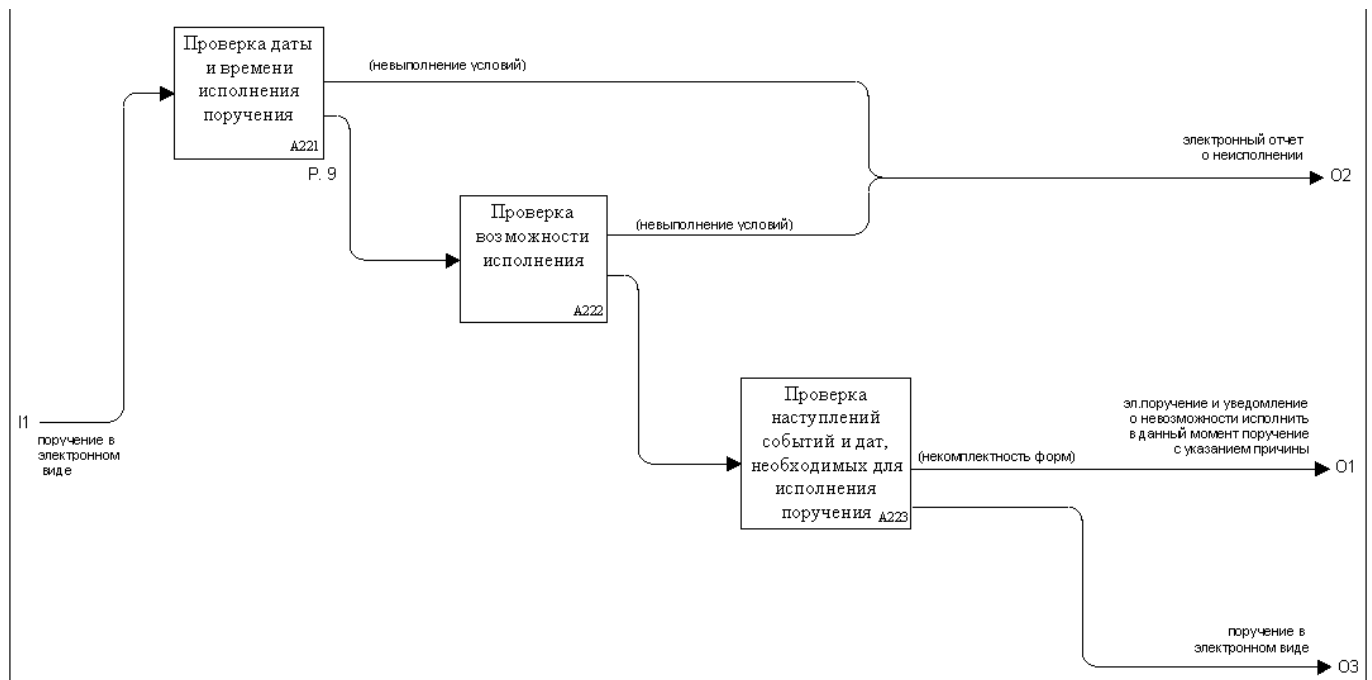 Проверка даты
и времени
исполнения
поручения
A221
P. 9
(невыполнение условий)
электронный отчет
о неисполнении
O2
Проверка
возможности
исполнения
A222
(невыполнение условий)
I1
поручение в
электронном
виде
Проверка
наступлений
событий и дат,
необходимых для
исполнения
поручения
A223
(некомплектность форм)
эл.поручение и уведомление
о невозможности исполнить
в данный момент поручение
с указанием причины
O1
поручение в
электронном виде
O3